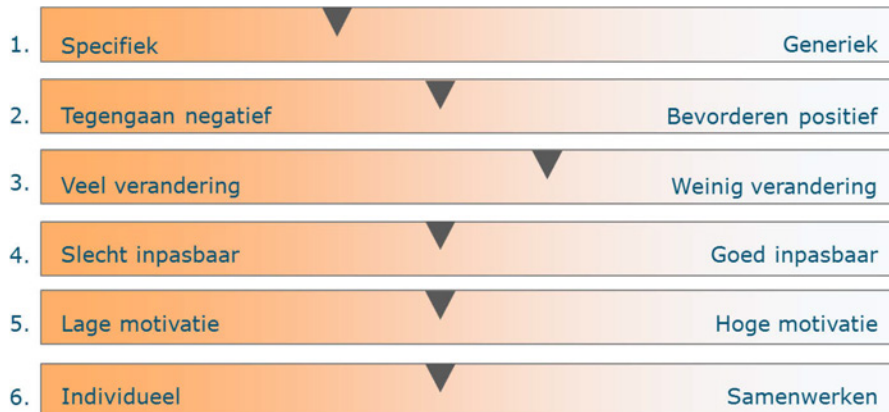 1. Specifiek Generiek
2. Tegengaan negatief Bevorderen positief
3. Veel verandering Weinig verandering
4. Slecht inpasbaar Goed inpasbaar
5. Lage motivatie Hoge motivatie
6. Individueel Samenwerken